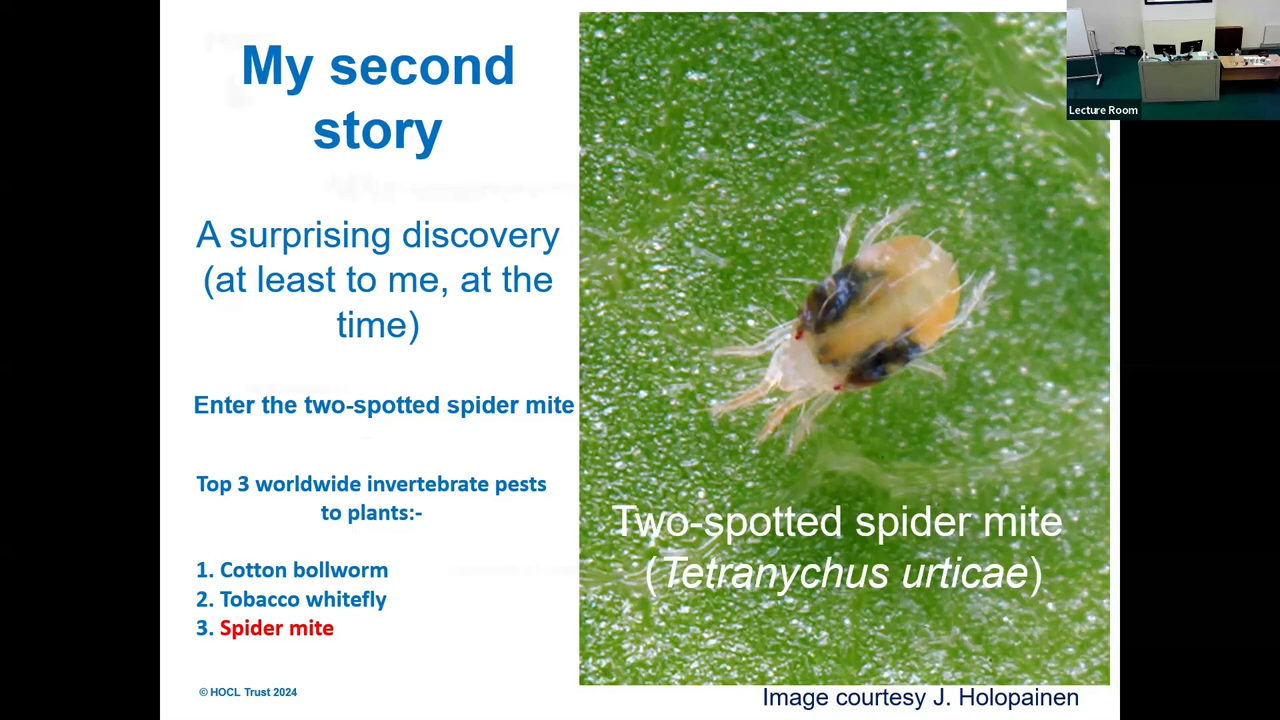 My second
story
A surprising discovery
(at least to me, at the
time)
Enter the two-spotted spider mite
Top 3 worldwide invertebrate pests
to plants:-
1. Cotton bollworm
2. Tobacco whitefly
3. Spider mite
© HOCL Trust 2024
Two-spotted spider mite
(Tetranychus urticae)
Image courtesy J. Holopainen
Lecture Room